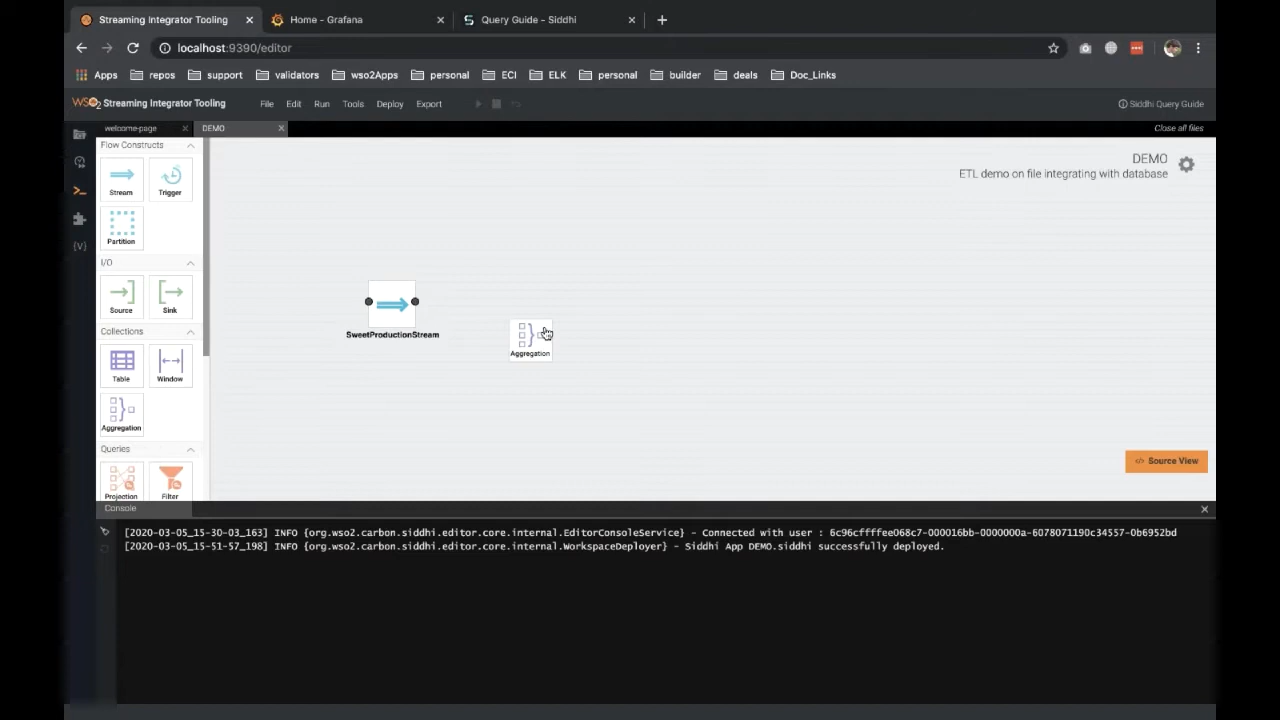 Streaming Integrator Tooling
Home - Grafana
Query Guide - Siddhi
localhost:9390/editor
Apps repos support validators wso2Apps personal ECI ELK personal builder deals Doc_Links
WSO2 Streaming Integrator Tooling File Edit Run Tools Deploy Export Siddhi Query Guide
welcome-page DEMO Close all files
Flow Constructs
Stream Trigger
Partition
I/O
Source Sink
Collections
Table Window
Aggregation
Queries
Projection Filter
DEMO
ETL demo on file integrating with database
SweetProductionStream
Aggregation
</> Source View
Console
[2020-03-05_15-30-03_163] INFO {org.wso2.carbon.siddhi.editor.core.internal.EditorConsoleService} - Connected with user : 6c96cffffee068c7-000016bb-0000000a-6078071190c34557-0b6952bd
[2020-03-05_15-51-57_198] INFO {org.wso2.carbon.siddhi.editor.core.internal.WorkspaceDeployer} - Siddhi App DEMO.siddhi successfully deployed.